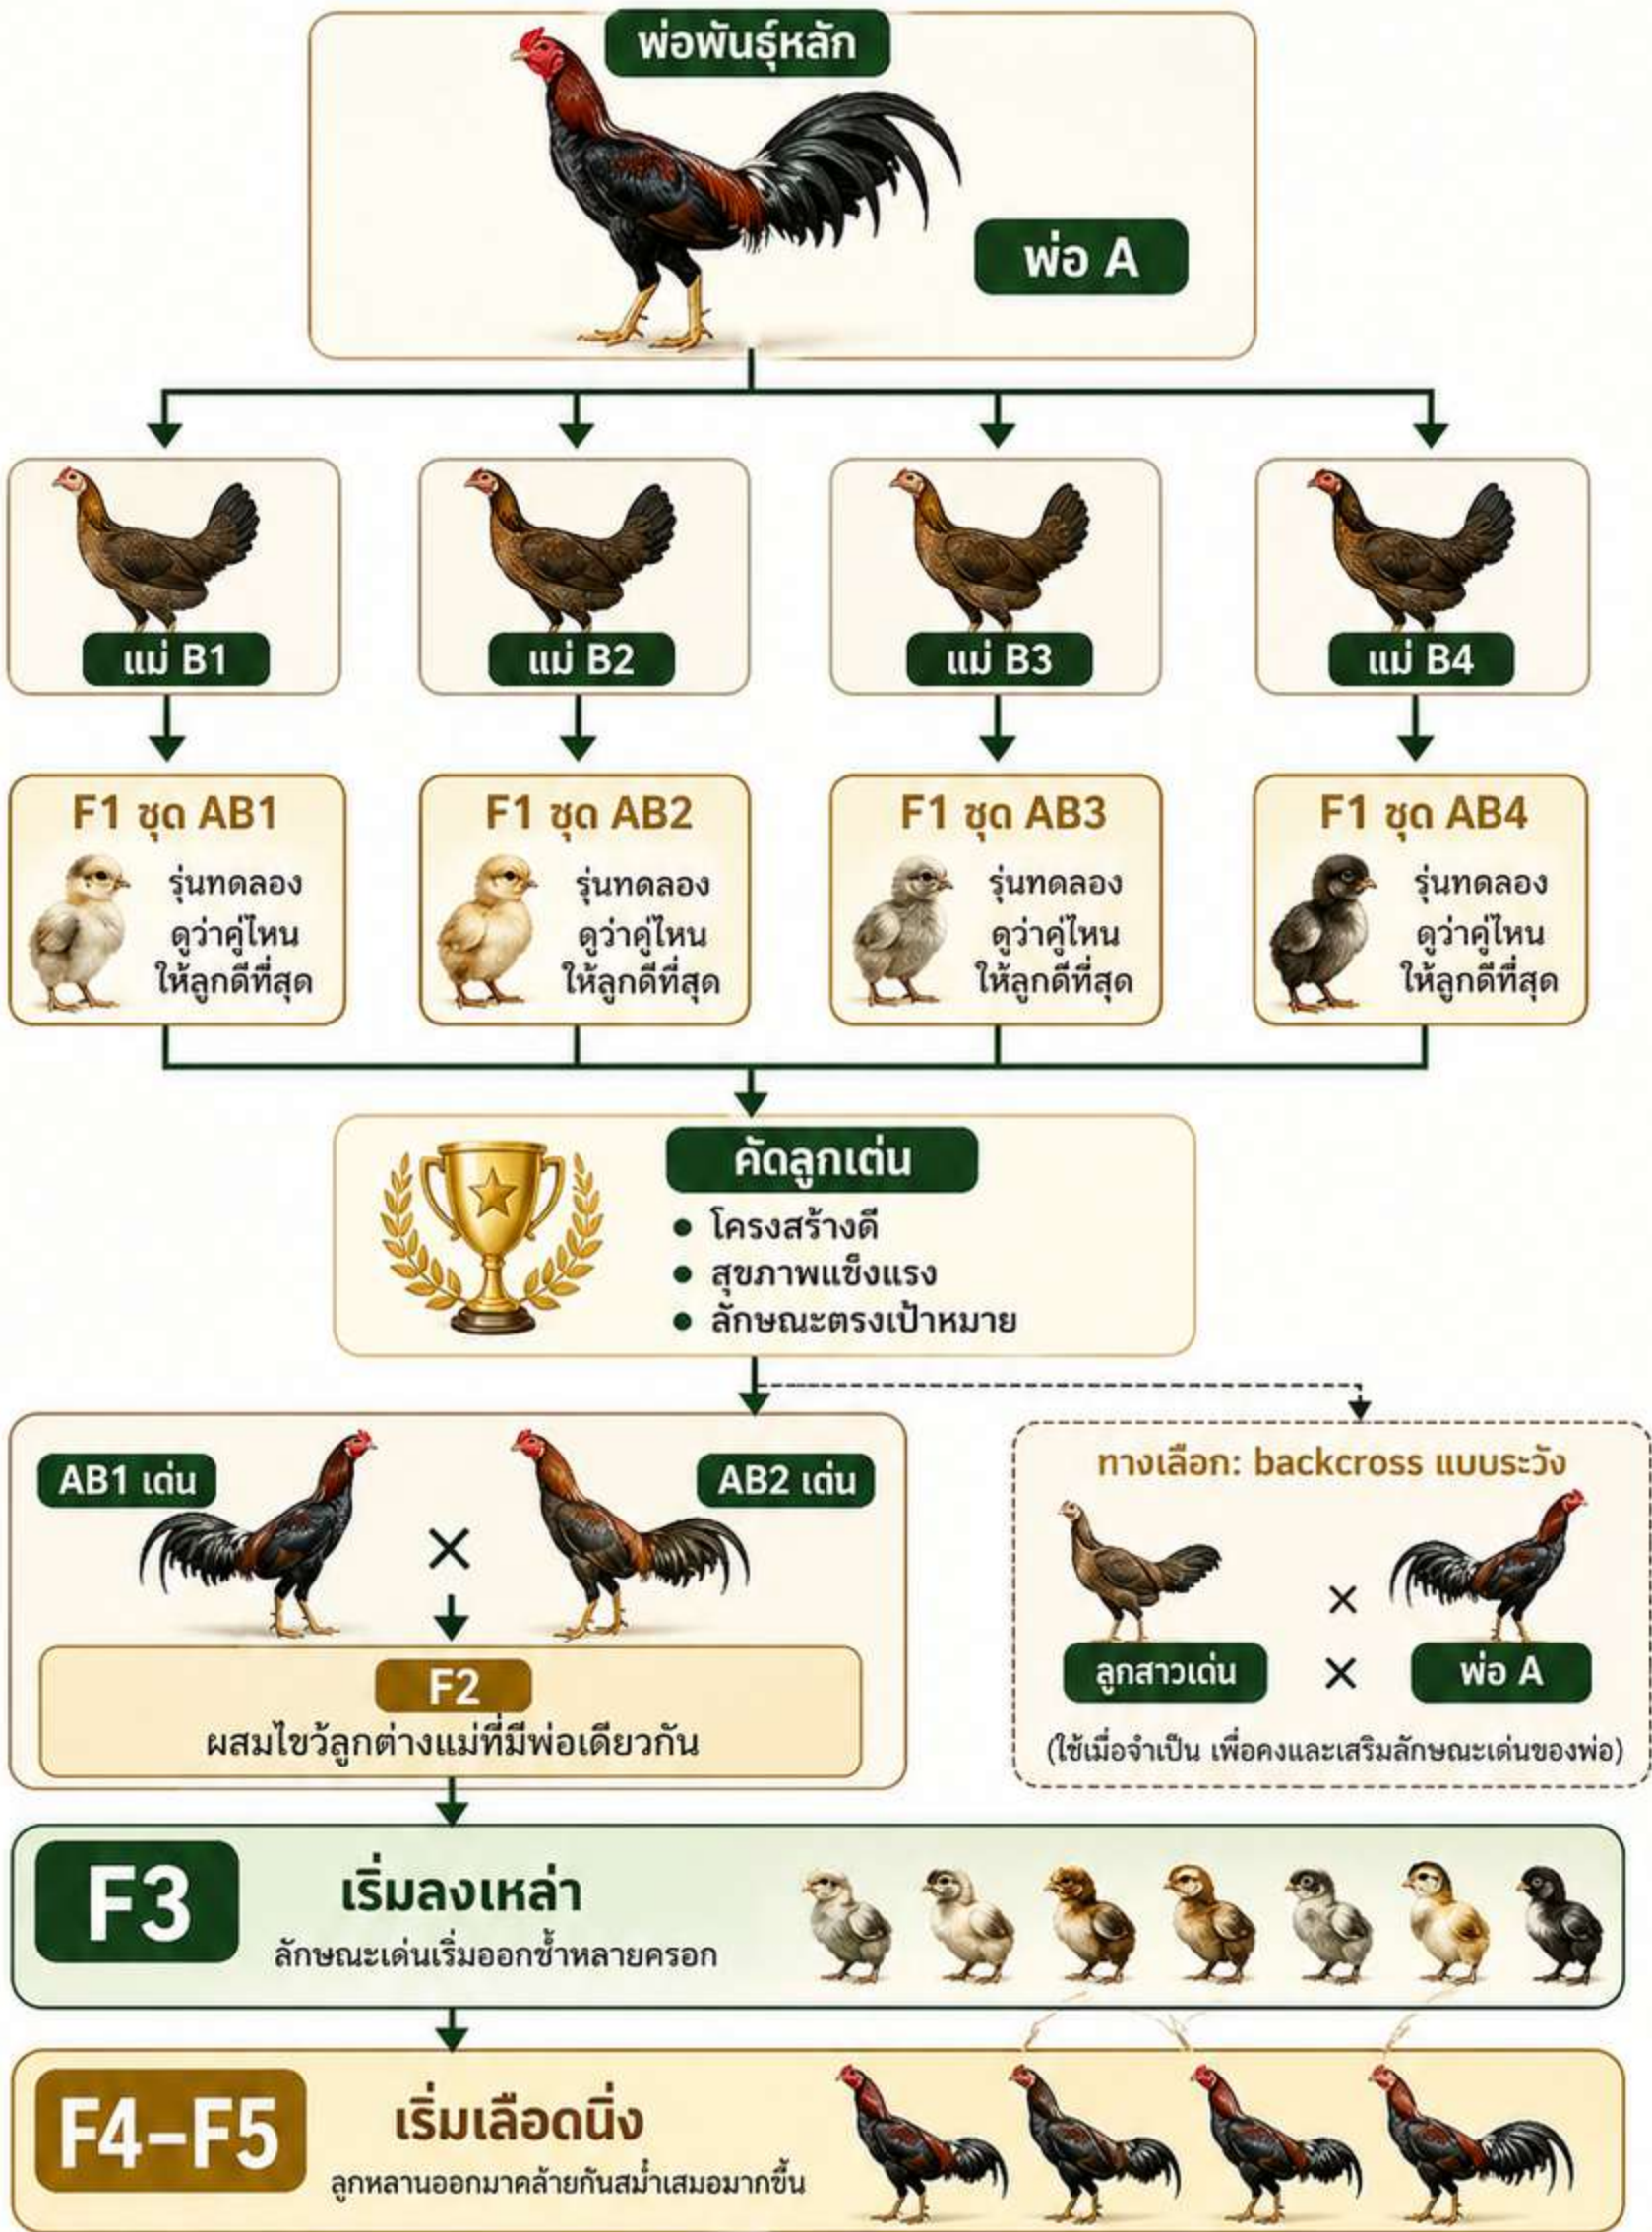 พ่อพันธุ์หลัก
พ่อ A
แม่ B1
แม่ B2
แม่ B3
แม่ B4
F1 ชุด AB1
รุ่นทดลอง
ดูว่าคู่ไหน
ให้ลูกดีที่สุด
F1 ชุด AB2
รุ่นทดลอง
ดูว่าคู่ไหน
ให้ลูกดีที่สุด
F1 ชุด AB3
รุ่นทดลอง
ดูว่าคู่ไหน
ให้ลูกดีที่สุด
F1 ชุด AB4
รุ่นทดลอง
ดูว่าคู่ไหน
ให้ลูกดีที่สุด
คัดลูกเต่น
• โครงสร้างดี
• สุขภาพแข็งแรง
• ลักษณะตรงเป้าหมาย
AB1 เด่น
×
AB2 เต่น
F2
ผสมไขว้ลูกต่างแม่ที่มีพ่อเดียวกัน
ทางเลือก: backcross แบบระวัง
×
ลูกสาวเด่น × พ่อ A
(ใช้เมื่อจำเป็น เพื่อคงและเสริมลักษณะเด่นของพ่อ)
F3
เริ่มลงเหล่า
ลักษณะเด่นเริ่มออกซ้ำหลายครอก
F4–F5
เริ่มเลือดนิ่ง
ลูกหลานออกมาคล้ายกันสม่ำเสมอมากขึ้น